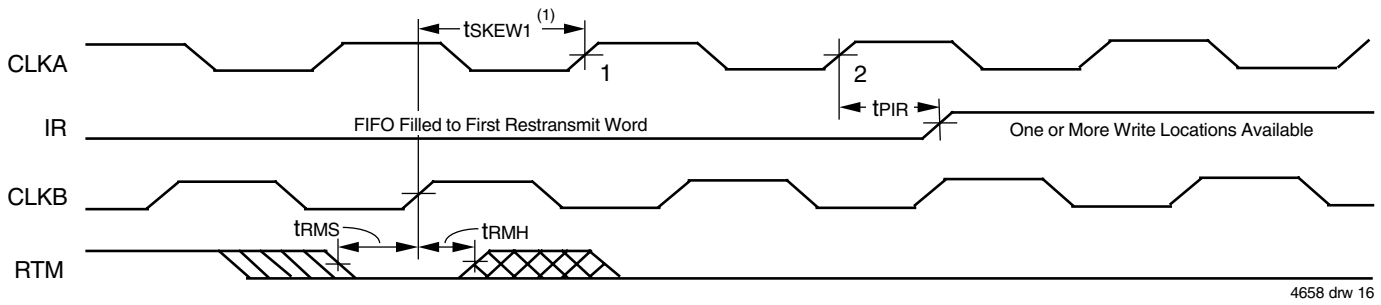 tSKEW1 (1)
CLKA
1
2
tPIR
IR
FIFO Filled to First Restransmit Word
One or More Write Locations Available
CLKB
tRMS
tRMH
RTM
4658 drw 16